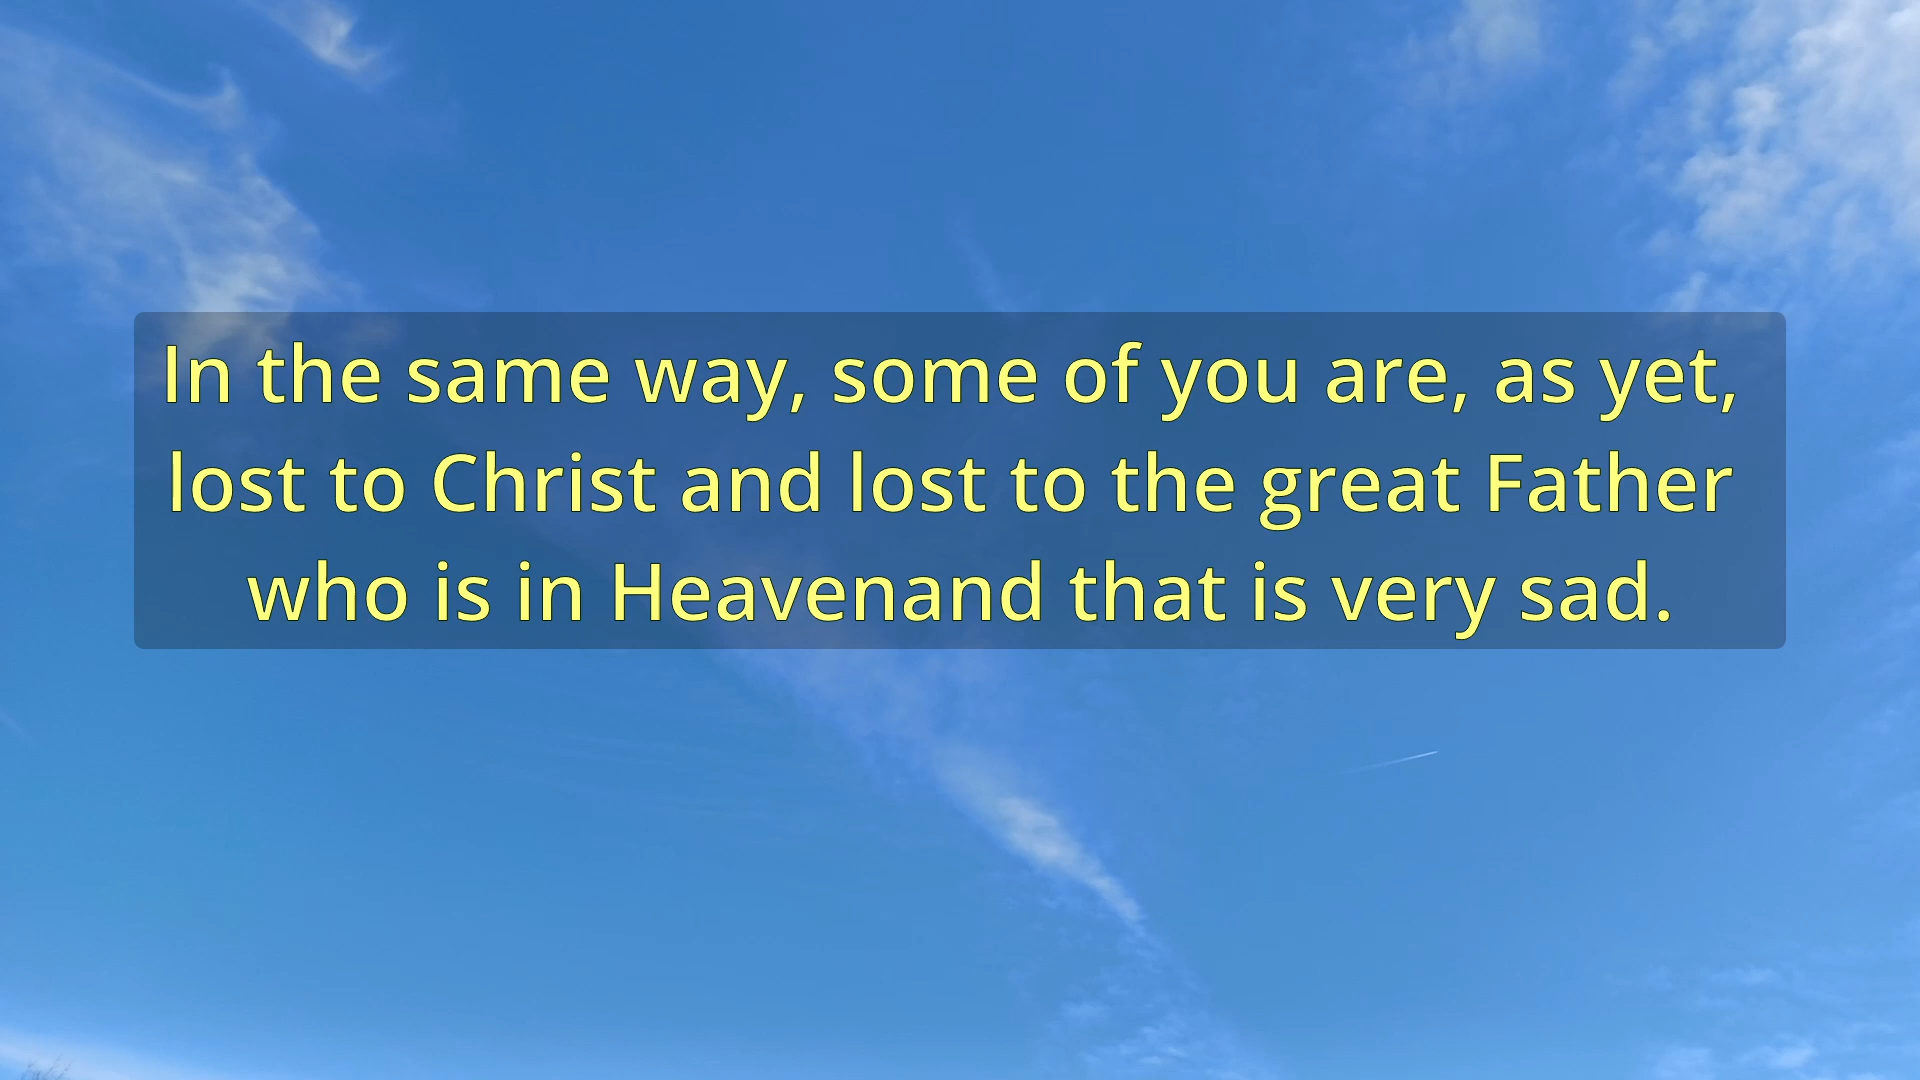 In the same way, some of you are, as yet,
lost to Christ and lost to the great Father
who is in Heavenand that is very sad.